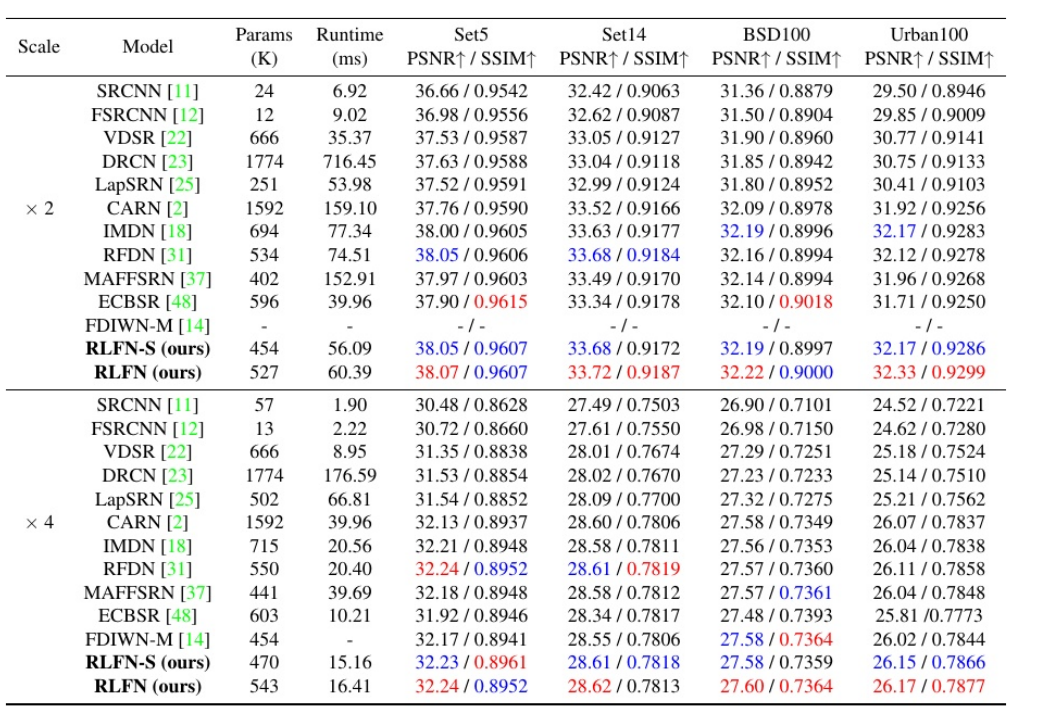 Scale Model Params (K) Runtime (ms) Set5 PSNR↑ / SSIM↑ Set14 PSNR↑ / SSIM↑ BSD100 PSNR↑ / SSIM↑ Urban100 PSNR↑ / SSIM↑
SRCNN [11] 24 6.92 36.66 / 0.9542 32.42 / 0.9063 31.36 / 0.8879 29.50 / 0.8946
FSRCNN [12] 12 9.02 36.98 / 0.9556 32.62 / 0.9087 31.50 / 0.8904 29.85 / 0.9009
VDSR [22] 666 35.37 37.53 / 0.9587 33.05 / 0.9127 31.90 / 0.8960 30.77 / 0.9141
DRCN [23] 1774 716.45 37.63 / 0.9588 33.04 / 0.9118 31.85 / 0.8942 30.75 / 0.9133
LapSRN [25] 251 53.98 37.52 / 0.9591 32.99 / 0.9124 31.80 / 0.8952 30.41 / 0.9103
× 2 CARN [2] 1592 159.10 37.76 / 0.9590 33.52 / 0.9166 32.09 / 0.8978 31.92 / 0.9256
IMDN [18] 694 77.34 38.00 / 0.9605 33.63 / 0.9177 32.19 / 0.8996 32.17 / 0.9283
RFDN [31] 534 74.51 38.05 / 0.9606 33.68 / 0.9184 32.16 / 0.8994 32.12 / 0.9278
MAFFSRN [37] 402 152.91 37.97 / 0.9603 33.49 / 0.9170 32.14 / 0.8994 31.96 / 0.9268
ECBSR [48] 596 39.96 37.90 / 0.9615 33.34 / 0.9178 32.10 / 0.9018 31.71 / 0.9250
FDIWN-M [14] - - - / - - / - - / - - / -
RLFN-S (ours) 454 56.09 38.05 / 0.9607 33.68 / 0.9172 32.19 / 0.8997 32.17 / 0.9286
RLFN (ours) 527 60.39 38.07 / 0.9607 33.72 / 0.9187 32.22 / 0.9000 32.33 / 0.9299
SRCNN [11] 57 1.90 30.48 / 0.8628 27.49 / 0.7503 26.90 / 0.7101 24.52 / 0.7221
FSRCNN [12] 13 2.22 30.72 / 0.8660 27.61 / 0.7550 26.98 / 0.7150 24.62 / 0.7280
VDSR [22] 666 8.95 31.35 / 0.8838 28.01 / 0.7674 27.29 / 0.7251 25.18 / 0.7524
DRCN [23] 1774 176.59 31.53 / 0.8854 28.02 / 0.7670 27.23 / 0.7233 25.14 / 0.7510
LapSRN [25] 502 66.81 31.54 / 0.8852 28.09 / 0.7700 27.32 / 0.7275 25.21 / 0.7562
× 4 CARN [2] 1592 39.96 32.13 / 0.8937 28.60 / 0.7806 27.58 / 0.7349 26.07 / 0.7837
IMDN [18] 715 20.56 32.21 / 0.8948 28.58 / 0.7811 27.56 / 0.7353 26.04 / 0.7838
RFDN [31] 550 20.40 32.24 / 0.8952 28.61 / 0.7819 27.57 / 0.7360 26.11 / 0.7858
MAFFSRN [37] 441 39.69 32.18 / 0.8948 28.58 / 0.7812 27.57 / 0.7361 26.04 / 0.7848
ECBSR [48] 603 10.21 31.92 / 0.8946 28.34 / 0.7817 27.48 / 0.7393 25.81 /0.7773
FDIWN-M [14] 454 - 32.17 / 0.8941 28.55 / 0.7806 27.58 / 0.7364 26.02 / 0.7844
RLFN-S (ours) 470 15.16 32.23 / 0.8961 28.61 / 0.7818 27.58 / 0.7359 26.15 / 0.7866
RLFN (ours) 543 16.41 32.24 / 0.8952 28.62 / 0.7813 27.60 / 0.7364 26.17 / 0.7877